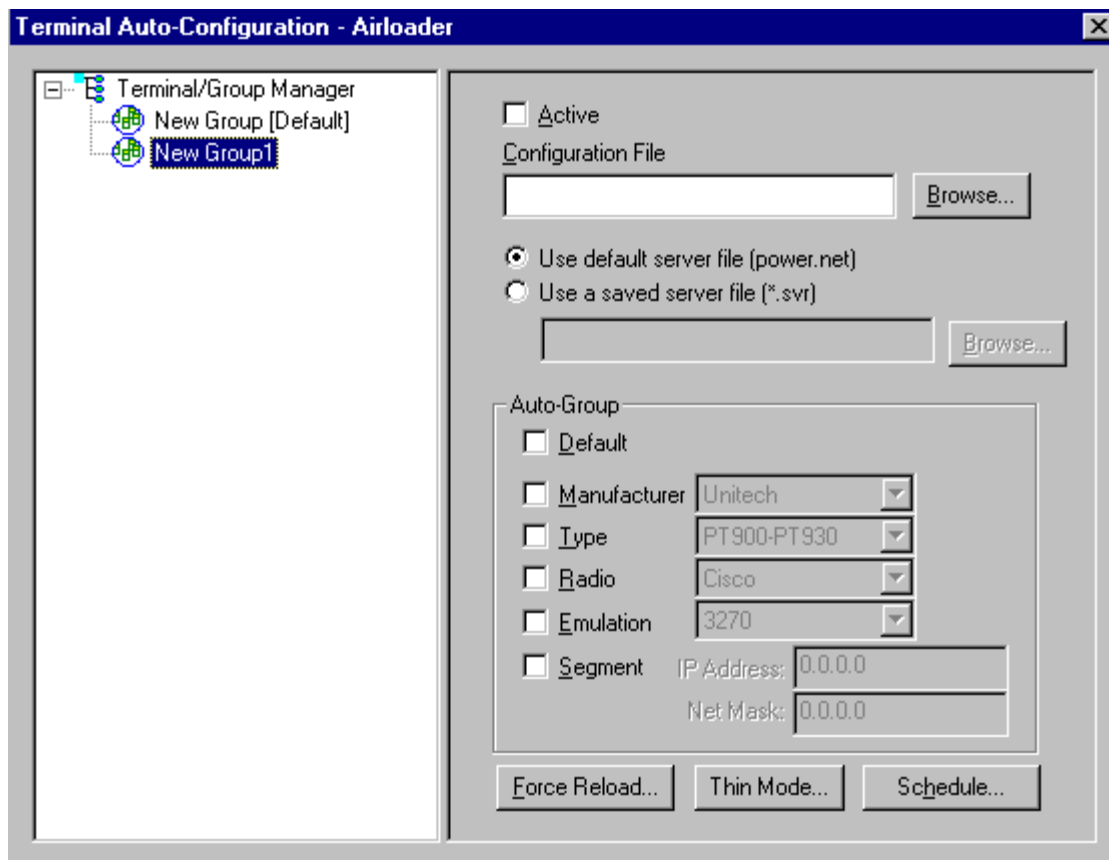 Terminal Auto-Configuration - Airloader
Terminal/Group Manager
New Group [Default]
New Group1
Active
Configuration File
Browse...
Use default server file (power.net)
Use a saved server file (*.svr)
Browse...
Auto-Group
Default
Manufacturer Unitech
Type PT900-PT930
Radio Cisco
Emulation 3270
Segment IP Address: 0.0.0.0
Net Mask: 0.0.0.0
Force Reload... Thin Mode... Schedule...